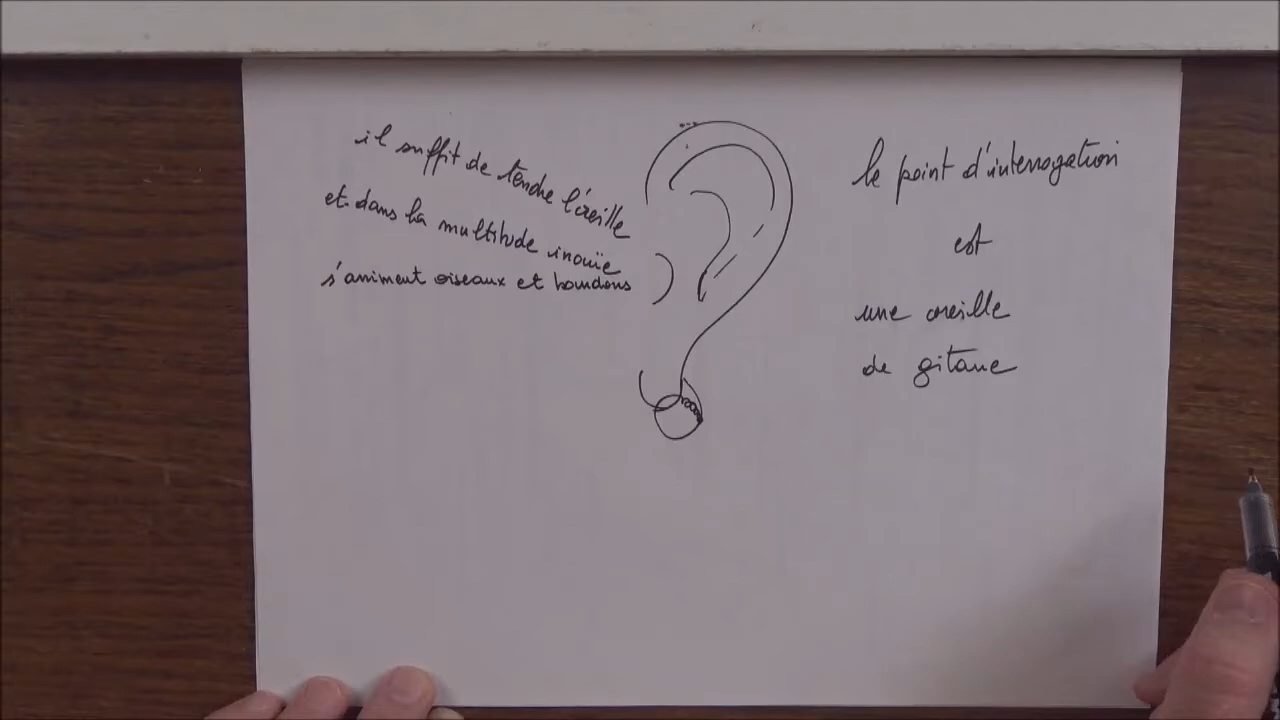 il suffit de tendre l'oreille
et dans la multitude inouïe
s'animent oiseaux et bourdons
le point d'interrogation
est
une oreille
de gitane